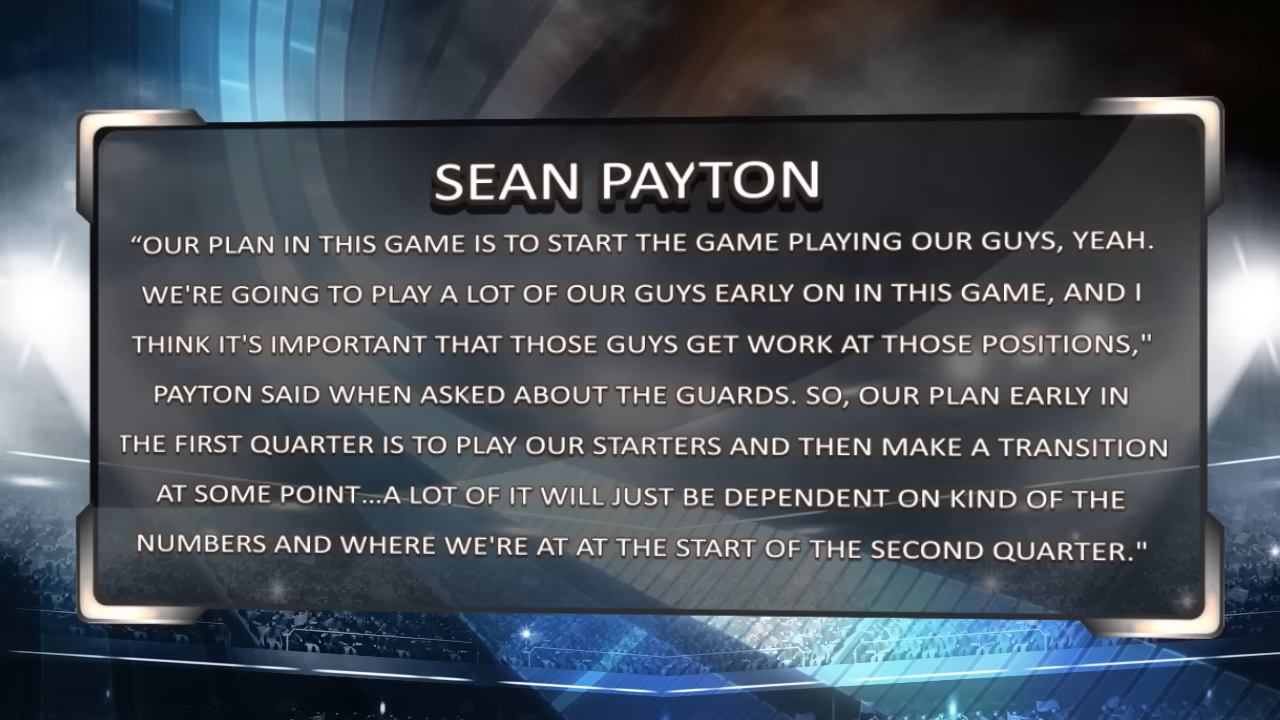 SEAN PAYTON
“OUR PLAN IN THIS GAME IS TO START THE GAME PLAYING OUR GUYS, YEAH.
WE'RE GOING TO PLAY A LOT OF OUR GUYS EARLY ON IN THIS GAME, AND I
THINK IT'S IMPORTANT THAT THOSE GUYS GET WORK AT THOSE POSITIONS,"
PAYTON SAID WHEN ASKED ABOUT THE GUARDS. SO, OUR PLAN EARLY IN
THE FIRST QUARTER IS TO PLAY OUR STARTERS AND THEN MAKE A TRANSITION
AT SOME POINT...A LOT OF IT WILL JUST BE DEPENDENT ON KIND OF THE
NUMBERS AND WHERE WE'RE AT AT THE START OF THE SECOND QUARTER."